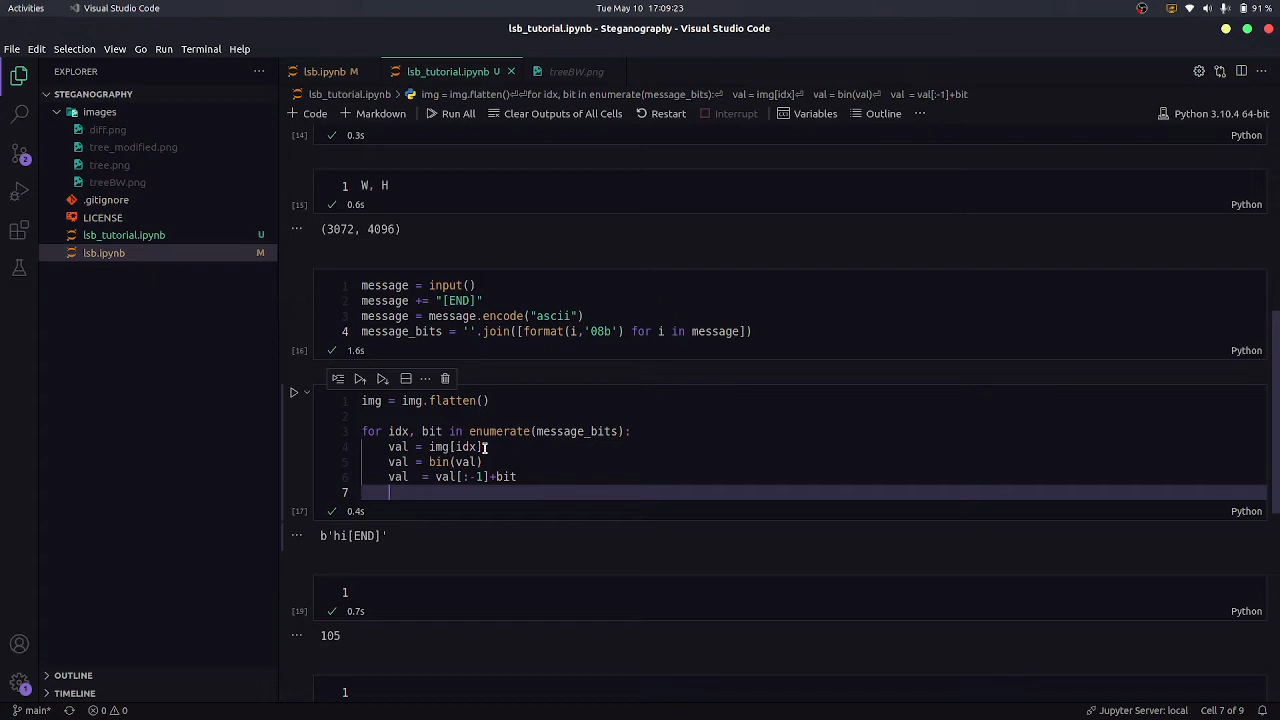 Activities
Visual Studio Code
Tue May 10 17:09:23
91 %
lsb_tutorial.ipynb - Steganography - Visual Studio Code
File Edit Selection View Go Run Terminal Help
EXPLORER
lsb.ipynb M
lsb_tutorial.ipynb U
treeBW.png
STEGANOGRAPHY
images
diff.png
tree_modified.png
tree.png
treeBW.png
.gitignore
LICENSE
lsb_tutorial.ipynb U
lsb.ipynb M
2
lsb_tutorial.ipynb > img = img.flatten()⏎⏎for idx, bit in enumerate(message_bits):⏎ val = img[idx]⏎ val = bin(val)⏎ val = val[:-1]+bit
+ Code + Markdown Run All Clear Outputs of All Cells Restart Interrupt Variables Outline ···
Python 3.10.4 64-bit
[14] 0.3s Python
1 W, H
[15] 0.6s Python
(3072, 4096)
1 message = input()
2 message += "[END]"
3 message = message.encode("ascii")
4 message_bits = ''.join([format(i,'08b') for i in message])
[16] 1.6s Python
1 img = img.flatten()
2
3 for idx, bit in enumerate(message_bits):
4 val = img[idx]
5 val = bin(val)
6 val  = val[:-1]+bit
7
[17] 0.4s Python
b'hi[END]'
1
[19] 0.7s Python
105
1
OUTLINE
TIMELINE
1
main* 0 0
Jupyter Server: local Cell 7 of 9